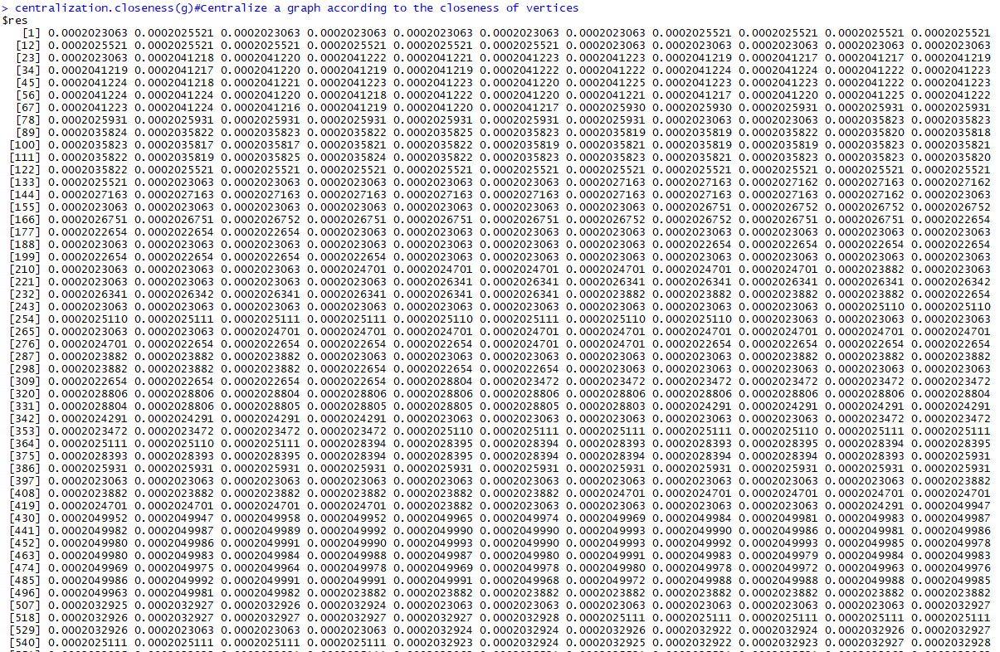 > centralization.closeness(g)#Centralize a graph according to the closeness of vertices
$res
[1] 0.0002023063 0.0002025521 0.0002023063 0.0002023063 0.0002023063 0.0002023063 0.0002023063 0.0002025521 0.0002025521 0.0002025521 0.0002025521
[12] 0.0002025521 0.0002025521 0.0002025521 0.0002025521 0.0002025521 0.0002025521 0.0002025521 0.0002023063 0.0002023063 0.0002023063 0.0002023063
[23] 0.0002023063 0.0002041218 0.0002041220 0.0002041222 0.0002041221 0.0002041223 0.0002041223 0.0002041219 0.0002041217 0.0002041217 0.0002041219
[34] 0.0002041219 0.0002041217 0.0002041220 0.0002041219 0.0002041219 0.0002041222 0.0002041222 0.0002041224 0.0002041224 0.0002041222 0.0002041223
[45] 0.0002041224 0.0002041218 0.0002041221 0.0002041223 0.0002041223 0.0002041220 0.0002041225 0.0002041223 0.0002041223 0.0002041222 0.0002041223
[56] 0.0002041224 0.0002041224 0.0002041220 0.0002041218 0.0002041222 0.0002041220 0.0002041221 0.0002041217 0.0002041220 0.0002041225 0.0002041222
[67] 0.0002041223 0.0002041224 0.0002041216 0.0002041219 0.0002041220 0.0002041217 0.0002025930 0.0002025930 0.0002025931 0.0002025931 0.0002025931
[78] 0.0002025931 0.0002025931 0.0002025931 0.0002025931 0.0002025931 0.0002025931 0.0002025931 0.0002023063 0.0002023063 0.0002035823 0.0002035823
[89] 0.0002035824 0.0002035822 0.0002035823 0.0002035822 0.0002035825 0.0002035823 0.0002035819 0.0002035819 0.0002035822 0.0002035820 0.0002035818
[100] 0.0002035823 0.0002035817 0.0002035817 0.0002035821 0.0002035822 0.0002035819 0.0002035821 0.0002035819 0.0002035819 0.0002035823 0.0002035821
[111] 0.0002035822 0.0002035819 0.0002035825 0.0002035824 0.0002035822 0.0002035823 0.0002035823 0.0002035821 0.0002035823 0.0002035823 0.0002035820
[122] 0.0002035822 0.0002025521 0.0002025521 0.0002025521 0.0002025521 0.0002025521 0.0002025521 0.0002025521 0.0002025521 0.0002025521 0.0002025521
[133] 0.0002025521 0.0002023063 0.0002023063 0.0002023063 0.0002023063 0.0002023063 0.0002027163 0.0002027163 0.0002027162 0.0002027163 0.0002027162
[144] 0.0002027163 0.0002027163 0.0002027163 0.0002027163 0.0002027163 0.0002027163 0.0002027163 0.0002027163 0.0002027163 0.0002027162 0.0002023063
[155] 0.0002023063 0.0002023063 0.0002023063 0.0002023063 0.0002023063 0.0002023063 0.0002023063 0.0002026751 0.0002026752 0.0002026752 0.0002026752
[166] 0.0002026751 0.0002026751 0.0002026752 0.0002026751 0.0002026751 0.0002026751 0.0002026752 0.0002026752 0.0002026751 0.0002026751 0.0002022654
[177] 0.0002022654 0.0002022654 0.0002022654 0.0002023063 0.0002023063 0.0002023063 0.0002023063 0.0002023063 0.0002023063 0.0002023063 0.0002023063
[188] 0.0002023063 0.0002023063 0.0002023063 0.0002023063 0.0002023063 0.0002023063 0.0002022654 0.0002022654 0.0002022654 0.0002022654 0.0002022654
[199] 0.0002022654 0.0002022654 0.0002022654 0.0002023063 0.0002023063 0.0002023063 0.0002023063 0.0002023063 0.0002023063 0.0002023063 0.0002023063
[210] 0.0002023063 0.0002023063 0.0002023063 0.0002024701 0.0002024701 0.0002024701 0.0002024701 0.0002024701 0.0002024701 0.0002023882 0.0002023063
[221] 0.0002023063 0.0002023063 0.0002023063 0.0002023063 0.0002026341 0.0002026341 0.0002026341 0.0002026341 0.0002026341 0.0002026341 0.0002026342
[232] 0.0002026341 0.0002026342 0.0002026341 0.0002026341 0.0002026341 0.0002026341 0.0002023882 0.0002023882 0.0002023882 0.0002023882 0.0002022654
[243] 0.0002023063 0.0002023063 0.0002023063 0.0002023063 0.0002023063 0.0002023063 0.0002023063 0.0002023063 0.0002023063 0.0002025110 0.0002025110
[254] 0.0002025110 0.0002025111 0.0002025111 0.0002025111 0.0002025110 0.0002025111 0.0002025110 0.0002025110 0.0002023063 0.0002023063 0.0002023063
[265] 0.0002023063 0.0002023063 0.0002024701 0.0002024701 0.0002024701 0.0002024701 0.0002024701 0.0002024701 0.0002024701 0.0002024701 0.0002024701
[276] 0.0002024701 0.0002022654 0.0002022654 0.0002022654 0.0002022654 0.0002024701 0.0002024701 0.0002022654 0.0002022654 0.0002022654 0.0002022654
[287] 0.0002023882 0.0002023882 0.0002023882 0.0002023063 0.0002023063 0.0002023063 0.0002023063 0.0002023063 0.0002023882 0.0002023882 0.0002023882
[298] 0.0002023882 0.0002023882 0.0002023882 0.0002022654 0.0002022654 0.0002022654 0.0002023063 0.0002023063 0.0002023063 0.0002023063 0.0002023063
[309] 0.0002022654 0.0002022654 0.0002022654 0.0002022654 0.0002028804 0.0002023472 0.0002023472 0.0002023472 0.0002023472 0.0002023472 0.0002023472
[320] 0.0002028806 0.0002028806 0.0002028804 0.0002028806 0.0002028806 0.0002028806 0.0002028806 0.0002028806 0.0002028806 0.0002028806 0.0002028804
[331] 0.0002028804 0.0002028806 0.0002028805 0.0002028805 0.0002028805 0.0002028805 0.0002028803 0.0002024291 0.0002024291 0.0002024291 0.0002024291
[342] 0.0002024291 0.0002024291 0.0002024291 0.0002024291 0.0002023063 0.0002023063 0.0002023063 0.0002023063 0.0002023063 0.0002023472 0.0002023472
[353] 0.0002023472 0.0002023472 0.0002023472 0.0002023472 0.0002025110 0.0002025111 0.0002025111 0.0002025111 0.0002025110 0.0002025111 0.0002025111
[364] 0.0002025111 0.0002025110 0.0002025111 0.0002028394 0.0002028395 0.0002028394 0.0002028393 0.0002028393 0.0002028395 0.0002028394 0.0002028395
[375] 0.0002028393 0.0002028393 0.0002028395 0.0002028394 0.0002028395 0.0002028394 0.0002028394 0.0002028394 0.0002028394 0.0002028393 0.0002025931
[386] 0.0002025931 0.0002025931 0.0002025931 0.0002025931 0.0002025931 0.0002025931 0.0002025931 0.0002025931 0.0002025931 0.0002025931 0.0002025931
[397] 0.0002023063 0.0002023063 0.0002023063 0.0002023063 0.0002023063 0.0002023063 0.0002023063 0.0002023063 0.0002023063 0.0002023063 0.0002023882
[408] 0.0002023882 0.0002023882 0.0002023882 0.0002023882 0.0002023882 0.0002023882 0.0002024701 0.0002024701 0.0002024701 0.0002024701 0.0002024701
[419] 0.0002024701 0.0002024701 0.0002024701 0.0002024701 0.0002023882 0.0002023063 0.0002023063 0.0002023063 0.0002023063 0.0002024291 0.0002049947
[430] 0.0002049952 0.0002049947 0.0002049958 0.0002049952 0.0002049965 0.0002049974 0.0002049969 0.0002049984 0.0002049981 0.0002049983 0.0002049987
[441] 0.0002049982 0.0002049987 0.0002049989 0.0002049992 0.0002049990 0.0002049990 0.0002049993 0.0002049990 0.0002049986 0.0002049981 0.0002049986
[452] 0.0002049980 0.0002049986 0.0002049991 0.0002049990 0.0002049993 0.0002049990 0.0002049993 0.0002049992 0.0002049993 0.0002049985 0.0002049978
[463] 0.0002049980 0.0002049983 0.0002049984 0.0002049988 0.0002049987 0.0002049980 0.0002049991 0.0002049983 0.0002049979 0.0002049984 0.0002049983
[474] 0.0002049969 0.0002049975 0.0002049964 0.0002049978 0.0002049969 0.0002049978 0.0002049980 0.0002049978 0.0002049972 0.0002049963 0.0002049976
[485] 0.0002049986 0.0002049992 0.0002049991 0.0002049991 0.0002049991 0.0002049968 0.0002049972 0.0002049988 0.0002049988 0.0002049988 0.0002049985
[496] 0.0002049963 0.0002049981 0.0002049982 0.0002023882 0.0002023882 0.0002023882 0.0002023882 0.0002023882 0.0002023882 0.0002023882 0.0002023882
[507] 0.0002032925 0.0002032927 0.0002032926 0.0002032924 0.0002023063 0.0002023063 0.0002023063 0.0002023063 0.0002023063 0.0002023063 0.0002032927
[518] 0.0002032926 0.0002032927 0.0002032927 0.0002032927 0.0002032927 0.0002032928 0.0002025111 0.0002025111 0.0002025111 0.0002025111 0.0002025111
[529] 0.0002032926 0.0002023063 0.0002023063 0.0002023063 0.0002032924 0.0002032924 0.0002032926 0.0002032922 0.0002032924 0.0002032926 0.0002032927
[540] 0.0002025111 0.0002025111 0.0002025111 0.0002025111 0.0002032923 0.0002032924 0.0002032925 0.0002032922 0.0002032923 0.0002032927 0.0002032928